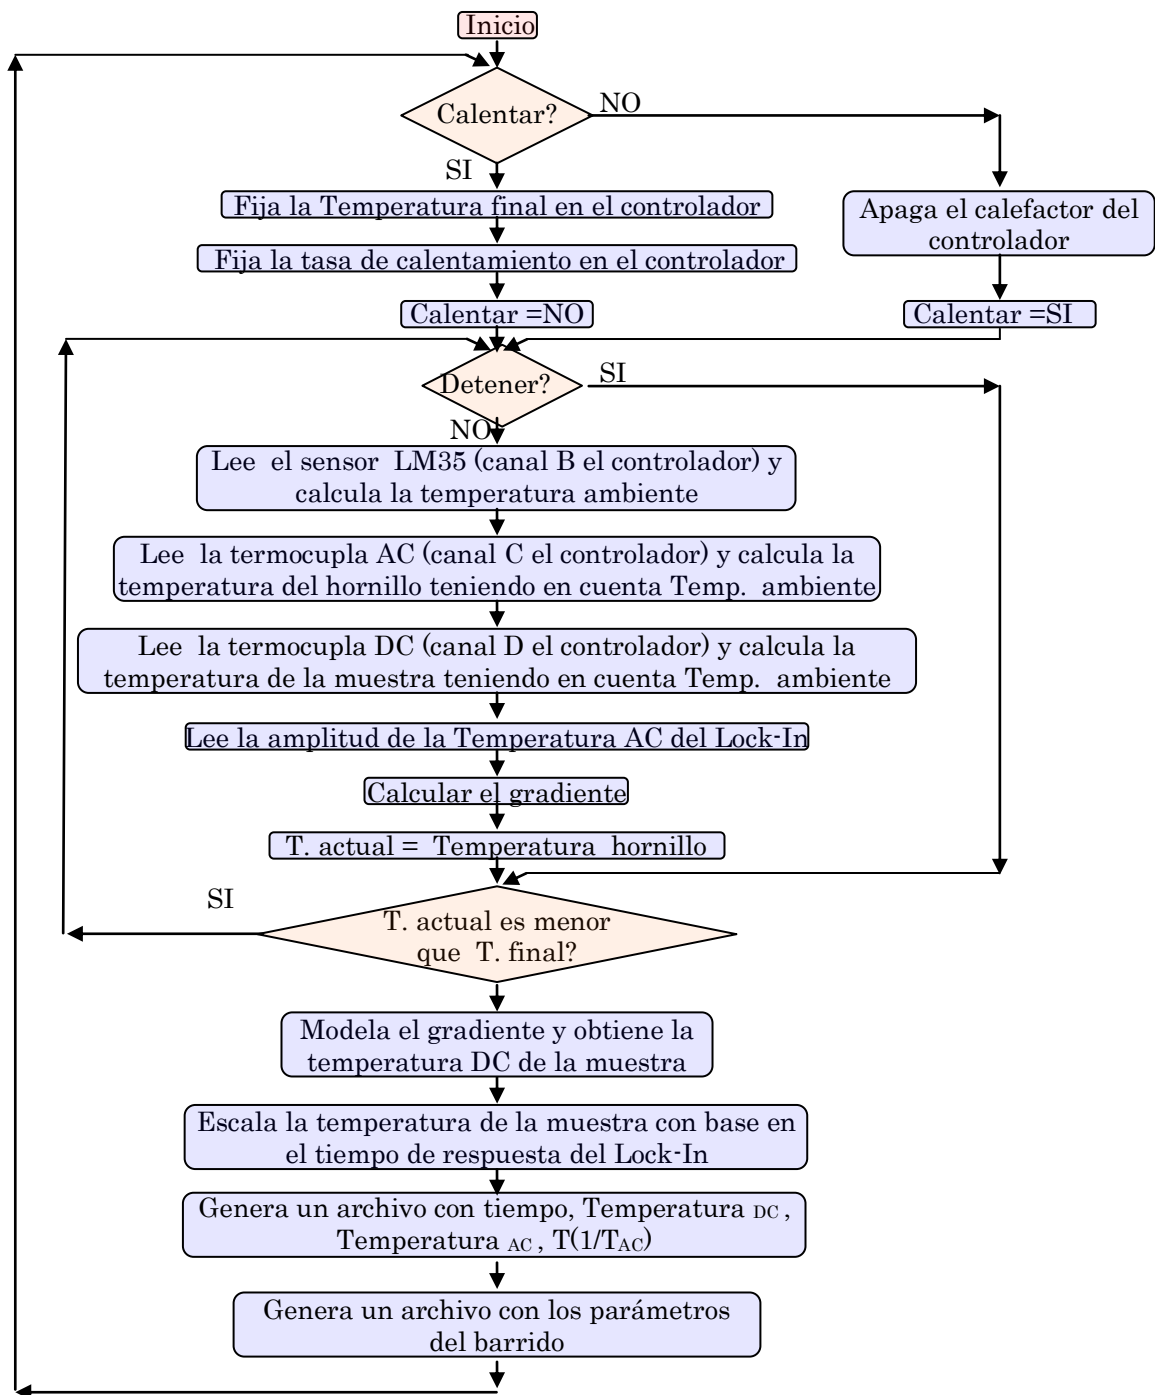 Inicio
Calentar?
NO
SI
Fija la Temperatura final en el controlador
Apaga el calefactor del
controlador
Fija la tasa de calentamiento en el controlador
Calentar =NO
Calentar =SI
Detener?
SI
NO
Lee el sensor LM35 (canal B el controlador) y
calcula la temperatura ambiente
Lee la termocupla AC (canal C el controlador) y calcula la
temperatura del hornillo teniendo en cuenta Temp. ambiente
Lee la termocupla DC (canal D el controlador) y calcula la
temperatura de la muestra teniendo en cuenta Temp. ambiente
Lee la amplitud de la Temperatura AC del Lock-In
Calcular el gradiente
T. actual = Temperatura hornillo
SI
T. actual es menor
que T. final?
Modela el gradiente y obtiene la
temperatura DC de la muestra
Escala la temperatura de la muestra con base en
el tiempo de respuesta del Lock-In
Genera un archivo con tiempo, Temperatura DC ,
Temperatura AC , T(1/TAC)
Genera un archivo con los parámetros
del barrido